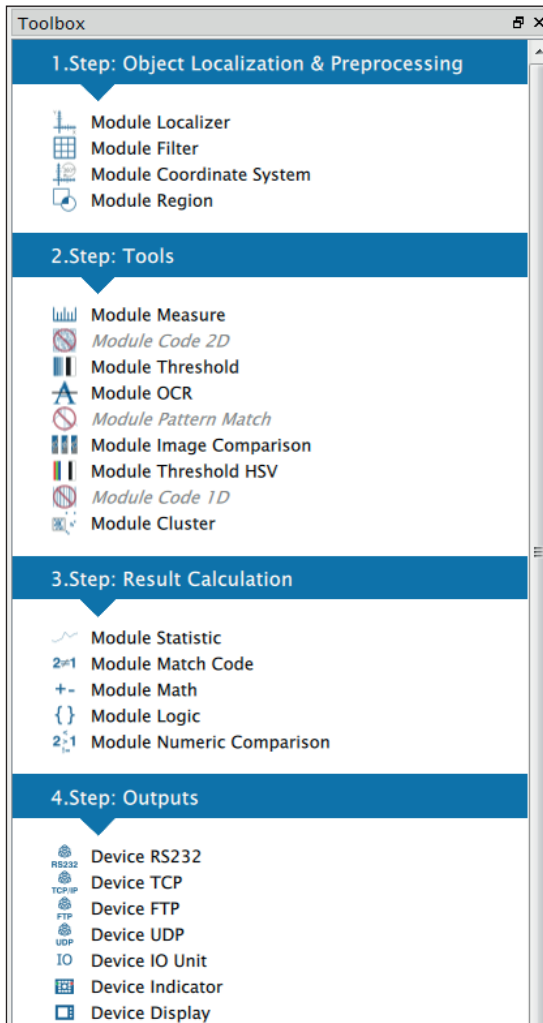 Toolbox
1.Step: Object Localization & Preprocessing
Module Localizer
Module Filter
Module Coordinate System
Module Region
2.Step: Tools
Module Measure
Module Code 2D
Module Threshold
Module OCR
Module Pattern Match
Module Image Comparison
Module Threshold HSV
Module Code 1D
Module Cluster
3.Step: Result Calculation
Module Statistic
2≠1 Module Match Code
+- Module Math
{ } Module Logic
Module Numeric Comparison
4.Step: Outputs
RS232 Device RS232
TCP/IP Device TCP
FTP Device FTP
UDP Device UDP
IO Device IO Unit
Device Indicator
Device Display